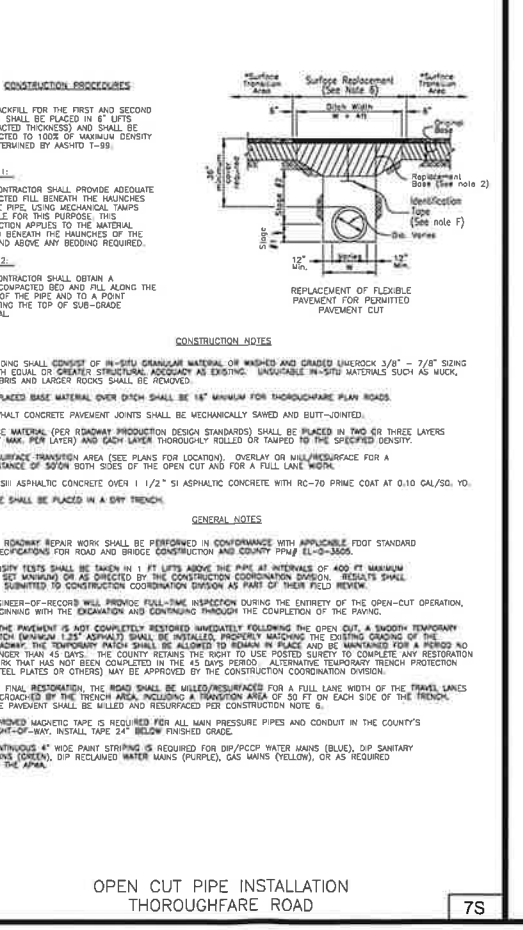 CONSTRUCTION PROCEDURES
ACKFILL FOR THE FIRST AND SECOND
SHALL BE PLACED IN 6" LIFTS
ACTED THICKNESS) AND SHALL BE
CTED TO 100% OF MAXIMUM DENSITY
TERMINED BY AASHTO T-99.
1:
ONTRACTOR SHALL PROVIDE ADEQUATE
CTED FILL BENEATH THE HAUNCHES
E PIPE, USING MECHANICAL TAMPS
LE FOR THIS PURPOSE. THIS
CTION APPLIES TO THE MATERIAL
D BENEATH THE HAUNCHES OF THE
ND ABOVE ANY BEDDING REQUIRED.
2:
ONTRACTOR SHALL OBTAIN A
COMPACTED BED AND FILL ALONG THE
OF THE PIPE AND TO A POINT
ING THE TOP OF SUB-GRADE
AL.
*Surface
Transition
Area
Surface Replacement
(See Note 6)
*Surface
Transition
Area
6"
Ditch Width
W + 4ft
6"
Original
Base
36"
minimum
cover
required
Replacement
Base (See note 2)
Stage #2
Identification
Tape
(See note F)
Stage #1
Dia. Varies
12"
Min.
Varies
W
12"
Min.
REPLACEMENT OF FLEXIBLE
PAVEMENT FOR PERMITTED
PAVEMENT CUT
CONSTRUCTION NOTES
DING SHALL CONSIST OF IN-SITU GRANULAR MATERIAL OR WASHED AND GRADED LIMEROCK 3/8" - 7/8" SIZING
TH EQUAL OR GREATER STRUCTURAL ADEQUACY AS EXISTING. UNSUITABLE IN-SITU MATERIALS SUCH AS MUCK,
BRIS AND LARGER ROCKS SHALL BE REMOVED.
PLACED BASE MATERIAL OVER DITCH SHALL BE 18" MINIMUM FOR THOROUGHFARE PLAN ROADS.
PHALT CONCRETE PAVEMENT JOINTS SHALL BE MECHANICALLY SAWED AND BUTT-JOINTED.
SE MATERIAL (PER ROADWAY PRODUCTION DESIGN STANDARDS) SHALL BE PLACED IN TWO OR THREE LAYERS
MAX. PER LAYER) AND EACH LAYER THOROUGHLY ROLLED OR TAMPED TO THE SPECIFIED DENSITY.
SURFACE TRANSITION AREA (SEE PLANS FOR LOCATION). OVERLAY OR MILL/RESURFACE FOR A
STANCE OF 50'ON BOTH SIDES OF THE OPEN CUT AND FOR A FULL LANE WIDTH.
SIII ASPHALTIC CONCRETE OVER 1 1/2" SI ASPHALTIC CONCRETE WITH RC-70 PRIME COAT AT 0.10 GAL/SQ. YD.
E SHALL BE PLACED IN A DRY TRENCH.
GENERAL NOTES
ROADWAY REPAIR WORK SHALL BE PERFORMED IN CONFORMANCE WITH APPLICABLE FDOT STANDARD
ECIFICATIONS FOR ROAD AND BRIDGE CONSTRUCTION AND COUNTY PPM# EL-O-3605.
SITY TESTS SHALL BE TAKEN IN 1 FT LIFTS ABOVE THE PIPE AT INTERVALS OF 400 FT MAXIMUM
SET MINIMUM) OR AS DIRECTED BY THE CONSTRUCTION COORDINATION DIVISION. RESULTS SHALL
SUBMITTED TO CONSTRUCTION COORDINATION DIVISION AS PART OF THEIR FIELD REVIEW.
GINEER-OF-RECORD WILL PROVIDE FULL-TIME INSPECTION DURING THE ENTIRETY OF THE OPEN-CUT OPERATION,
GINNING WITH THE EXCAVATION AND CONTINUING THROUGH THE COMPLETION OF THE PAVING.
THE PAVEMENT IS NOT COMPLETELY RESTORED IMMEDIATELY FOLLOWING THE OPEN CUT, A SMOOTH TEMPORARY
TCH (MINIMUM 1.25" ASPHALT) SHALL BE INSTALLED, PROPERLY MATCHING THE EXISTING GRADING OF THE
ADWAY. THE TEMPORARY PATCH SHALL BE ALLOWED TO REMAIN IN PLACE AND BE MAINTAINED FOR A PERIOD NO
NGER THAN 45 DAYS. THE COUNTY RETAINS THE RIGHT TO USE POSTED SURETY TO COMPLETE ANY RESTORATION
RK THAT HAS NOT BEEN COMPLETED IN THE 45 DAYS PERIOD. ALTERNATIVE TEMPORARY TRENCH PROTECTION
TEEL PLATES OR OTHERS) MAY BE APPROVED BY THE CONSTRUCTION COORDINATION DIVISION.
FINAL RESTORATION, THE ROAD SHALL BE MILLED/RESURFACED FOR A FULL LANE WIDTH OF THE TRAVEL LANES
CROACHED BY THE TRENCH AREA, INCLUDING A TRANSITION AREA OF 50 FT ON EACH SIDE OF THE TRENCH.
E PAVEMENT SHALL BE MILLED AND RESURFACED PER CONSTRUCTION NOTE 6.
PROVED MAGNETIC TAPE IS REQUIRED FOR ALL MAIN PRESSURE PIPES AND CONDUIT IN THE COUNTY'S
GHT-OF-WAY. INSTALL TAPE 24" BELOW FINISHED GRADE.
NTINUOUS 4" WIDE PAINT STRIPING IS REQUIRED FOR DIP/PCCP WATER MAINS (BLUE), DIP SANITARY
INS (GREEN), DIP RECLAIMED WATER MAINS (PURPLE), GAS MAINS (YELLOW), OR AS REQUIRED
THE APWA.
OPEN CUT PIPE INSTALLATION
THOROUGHFARE ROAD
7S